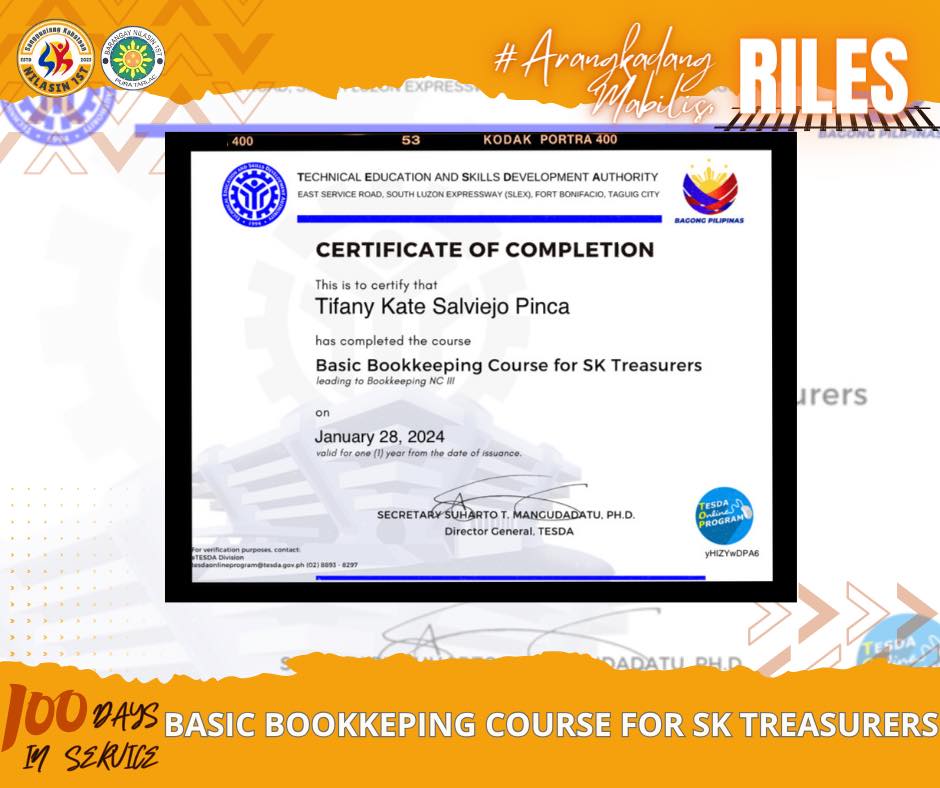 Sangguniang Kabataan
ESTD 2023
NILASIN 1ST
BARANGAY NILASIN 1ST
PURA TARLAC
#Arangkadang
Mabilis,
RILES
400 53 KODAK PORTRA 400
TECHNICAL EDUCATION AND SKILLS DEVELOPMENT AUTHORITY
EAST SERVICE ROAD, SOUTH LUZON EXPRESSWAY (SLEX), FORT BONIFACIO, TAGUIG CITY
BAGONG PILIPINAS
CERTIFICATE OF COMPLETION
This is to certify that
Tifany Kate Salviejo Pinca
has completed the course
Basic Bookkeeping Course for SK Treasurers
leading to Bookkeeping NC III
on
January 28, 2024
valid for one (1) year from the date of issuance.
SECRETARY SUHARTO T. MANGUDADATU, PH.D.
Director General, TESDA
TESDA
Online
PROGRAM
yHIZYwDPA6
For verification purposes, contact:
eTESDA Division
tesdaonlineprogram@tesda.gov.ph (02) 8893 - 8297
urers
DADATU, PH.D.
TESDA
100 DAYS
IN SERVICE
BASIC BOOKKEPING COURSE FOR SK TREASURERS